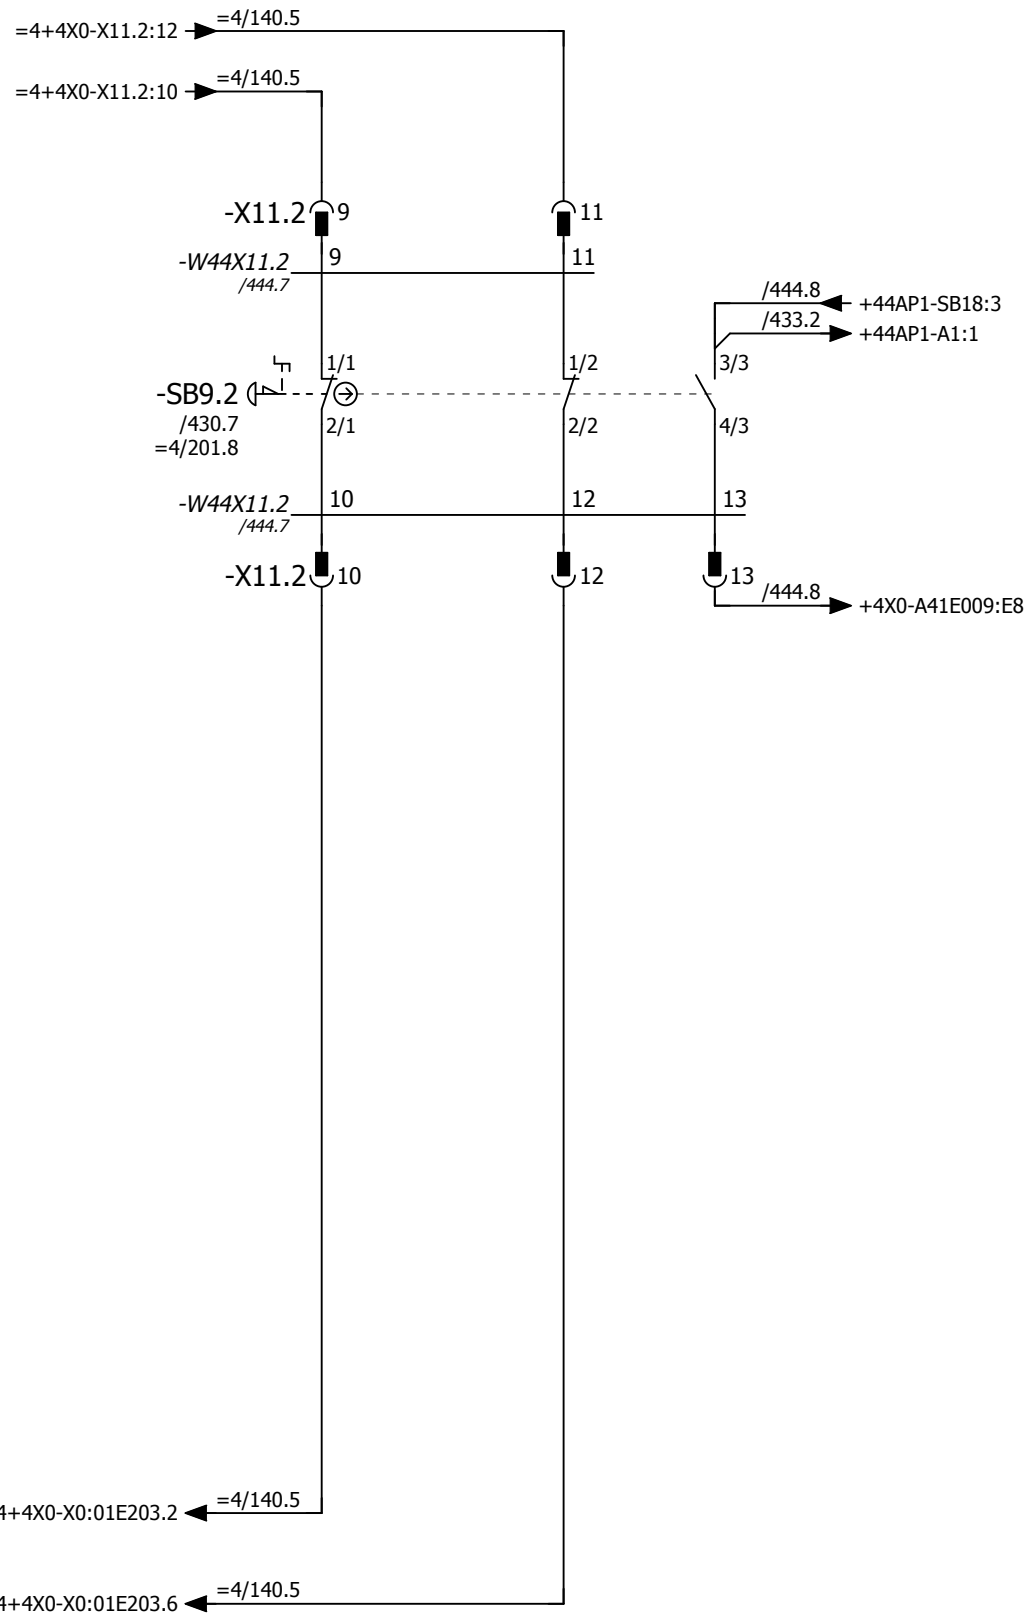 =4/140.5
=4+4X0-X11.2:12
=4/140.5
=4+4X0-X11.2:10
-X11.2 9 11
-W44X11.2 9 11
/444.7
/444.8
+44AP1-SB18:3
/433.2
+44AP1-A1:1
1/1 1/2 3/3
-SB9.2
/430.7 2/1 2/2 4/3
=4/201.8
-W44X11.2 10 12 13
/444.7
-X11.2 10 12 13
/444.8
+4X0-A41E009:E8
=4/140.5
4+4X0-X0:01E203.2
=4/140.5
4+4X0-X0:01E203.6